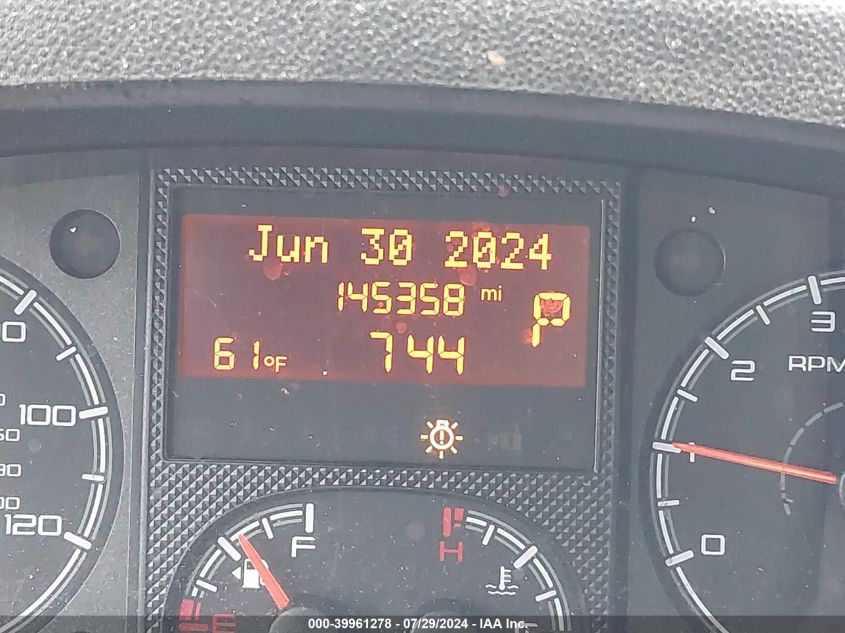 Jun 30 2024
145358 mi
P
61°F 744
100
120
3
2
RPM
1
0
F
E
H
000-39961278 - 07/29/2024 - IAA Inc.